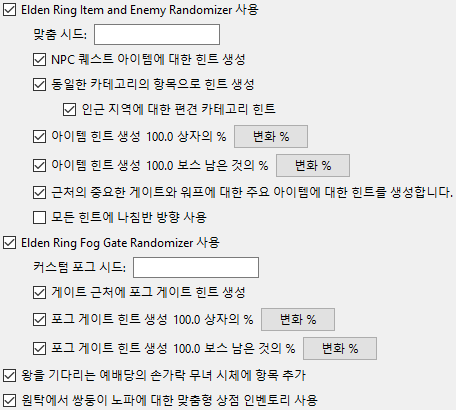 Elden Ring Item and Enemy Randomizer 사용
맞춤 시드:
NPC 퀘스트 아이템에 대한 힌트 생성
동일한 카테고리의 항목으로 힌트 생성
인근 지역에 대한 편견 카테고리 힌트
아이템 힌트 생성 100.0 상자의 % 변화 %
아이템 힌트 생성 100.0 보스 남은 것의 % 변화 %
근처의 중요한 게이트와 워프에 대한 주요 아이템에 대한 힌트를 생성합니다.
모든 힌트에 나침반 방향 사용
Elden Ring Fog Gate Randomizer 사용
커스텀 포그 시드:
게이트 근처에 포그 게이트 힌트 생성
포그 게이트 힌트 생성 100.0 상자의 % 변화 %
포그 게이트 힌트 생성 100.0 보스 남은 것의 % 변화 %
왕을 기다리는 예배당의 손가락 무녀 시체에 항목 추가
원탁에서 쌍둥이 노파에 대한 맞춤형 상점 인벤토리 사용